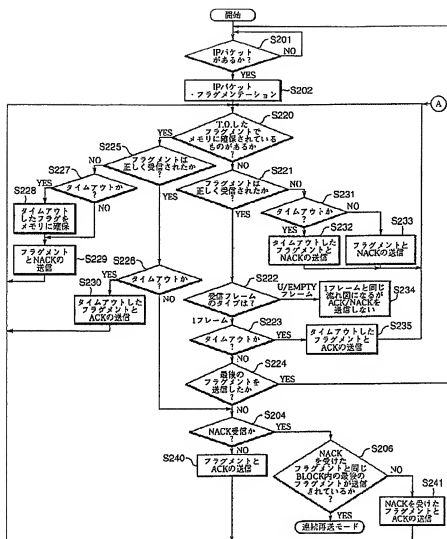 開始
S201
IPパケット
があるか?
NO
YES
S202
IPパケット
・フラグメンテーション
A
S220
T.O.した
フラグメントで
メモリに確保されている
ものがあるか?
YES
NO
S225
フラグメントは
正しく受信されたか
?
NO
YES
S221
フラグメントは
正しく受信されたか
?
NO
YES
S227
タイムアウトか
?
YES
NO
S228
タイムアウト
したフラグを
メモリに確保
S229
フラグメント
とNACKの
送信
S231
タイムアウトか
?
YES
NO
S232
タイムアウトした
フラグメントと
NACKの送信
S233
フラグメントと
NACKの送信
S226
タイムアウトか
?
YES
NO
S230
タイムアウトした
フラグメントと
ACKの送信
S222
受信フレーム
のタイプは?
U/EMPTY
フレーム
S234
1フレームと同じ
流れ図になるが
ACK/NACKを
送信しない
1フレーム
S223
タイムアウトか
?
YES
NO
S235
タイムアウトした
フラグメントと
ACKの送信
S224
最後の
フラグメントを
送信したか
?
YES
NO
S204
NACK受信か
?
NO
YES
S240
フラグメントと
ACKの送信
S206
NACK
を受けた
フラグメントと同じ
BLOCK内の最後の
フラグメントが送信
されているか
?
NO
YES
S241
NACKを受けた
フラグメントと
ACKの送信
連続再送モード